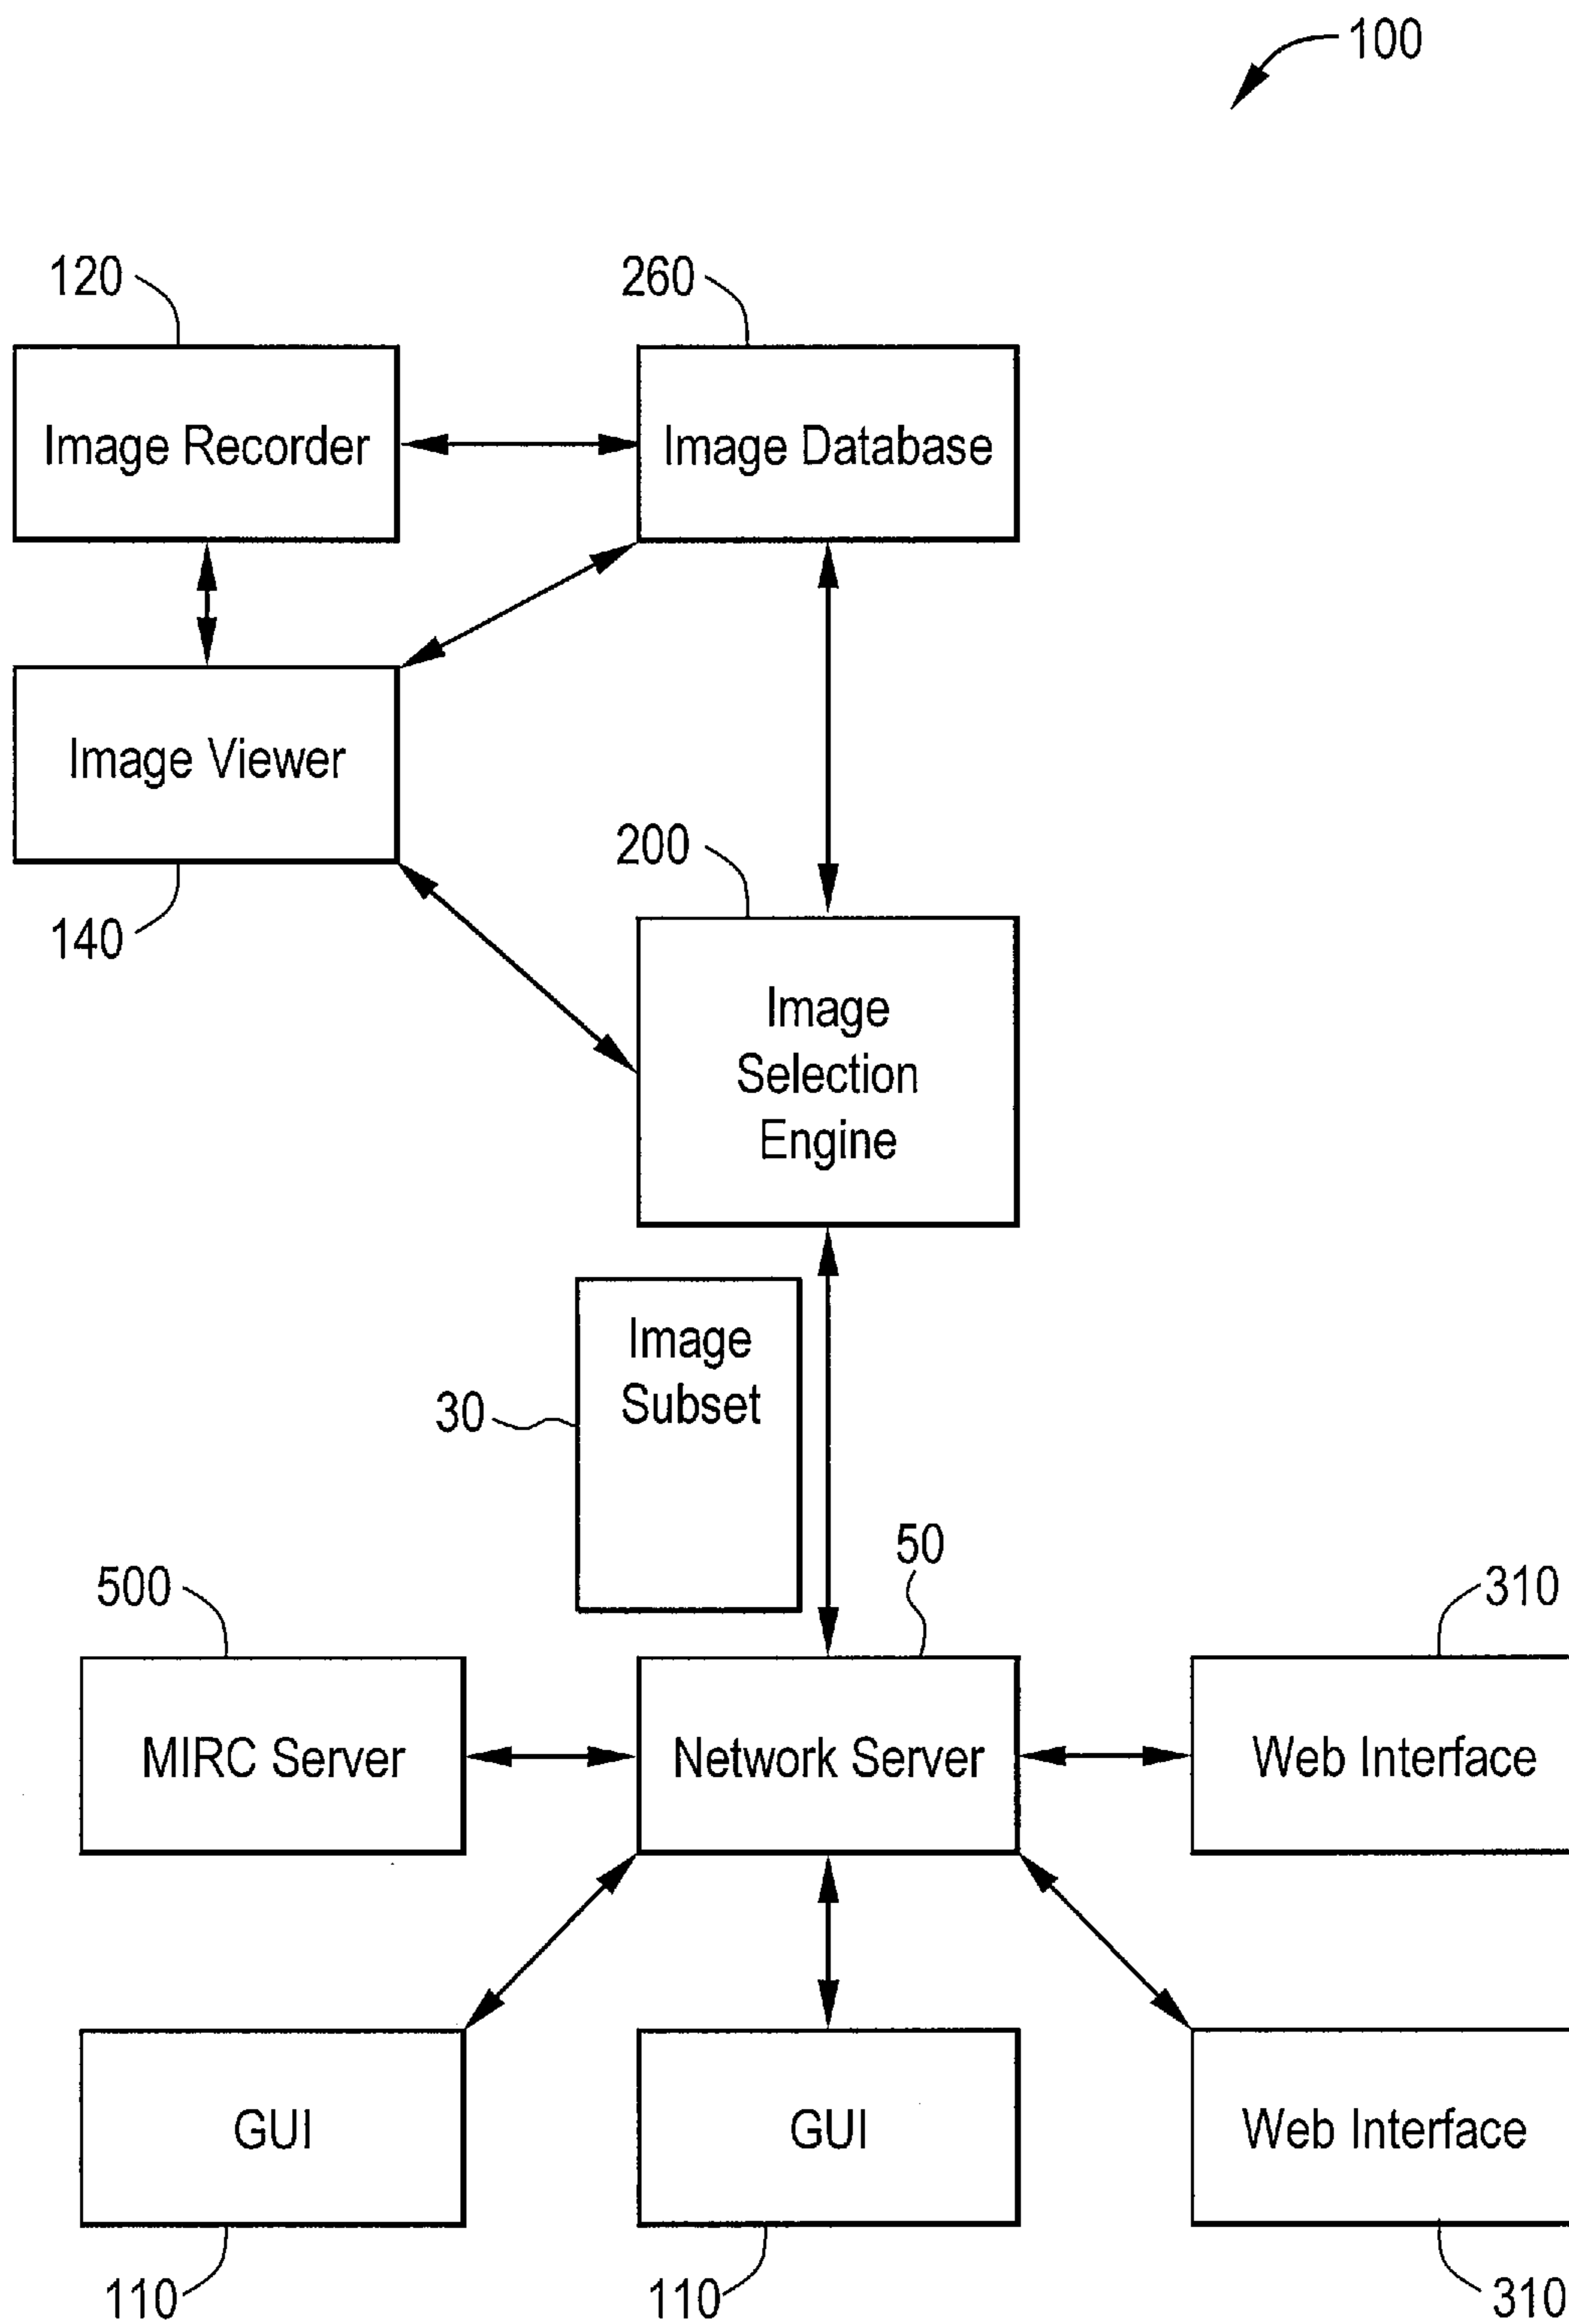 100
120
260
Image Recorder
Image Database
Image Viewer
140
200
Image
Selection
Engine
Image
Subset
30
50
500
310
MIRC Server
Network Server
Web Interface
GUI
GUI
Web Interface
110
110
310